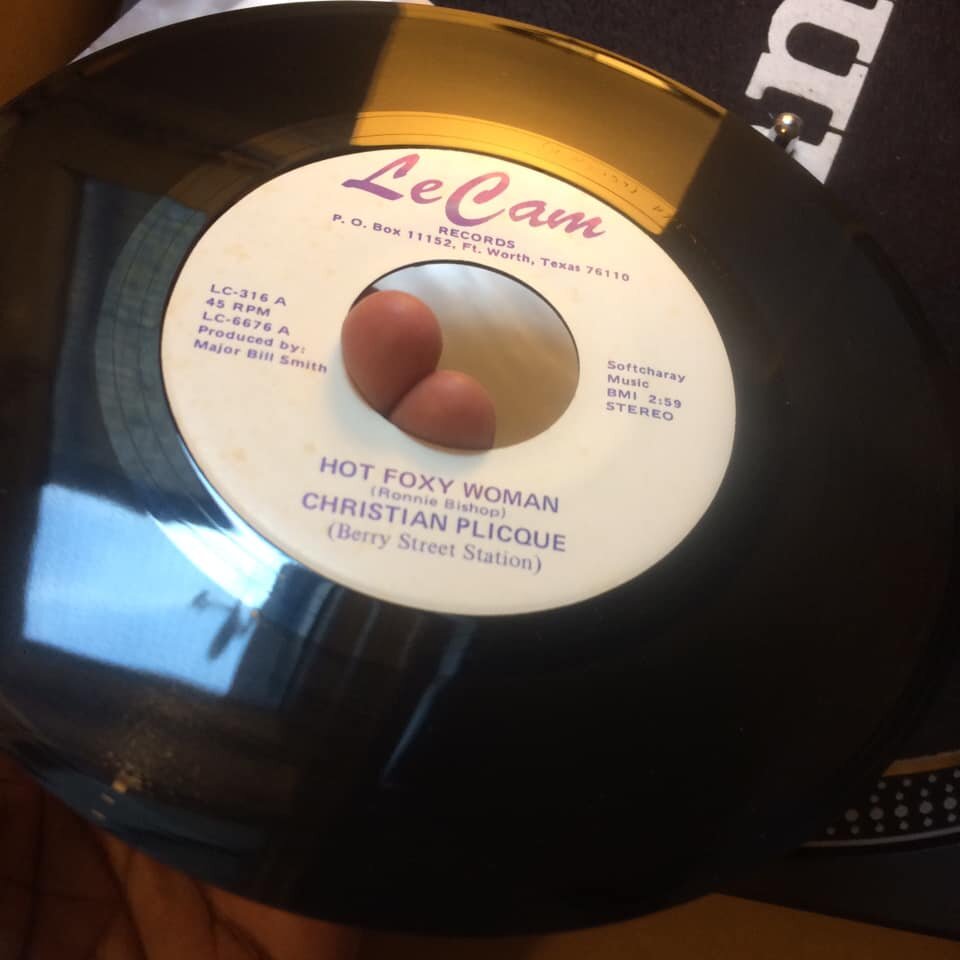 LeCam
RECORDS
P. O. Box 11152, Ft. Worth, Texas 76110
LC-316 A
45 RPM
LC-6676 A
Produced by:
Major Bill Smith
Softcharay
Music
BMI 2:59
STEREO
HOT FOXY WOMAN
(Ronnie Bishop)
CHRISTIAN PLICQUE
(Berry Street Station)